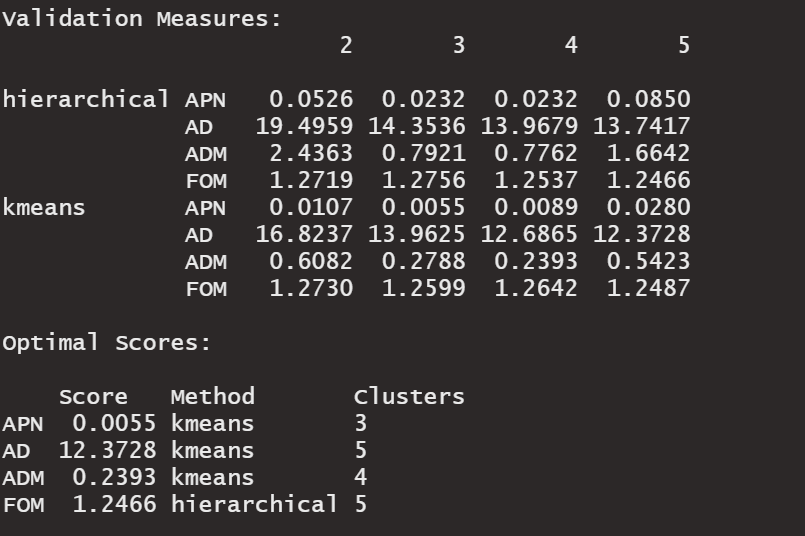 Validation Measures:
                        2       3       4       5

hierarchical APN   0.0526  0.0232  0.0232  0.0850
             AD   19.4959 14.3536 13.9679 13.7417
             ADM   2.4363  0.7921  0.7762  1.6642
             FOM   1.2719  1.2756  1.2537  1.2466
kmeans       APN   0.0107  0.0055  0.0089  0.0280
             AD   16.8237 13.9625 12.6865 12.3728
             ADM   0.6082  0.2788  0.2393  0.5423
             FOM   1.2730  1.2599  1.2642  1.2487

Optimal Scores:

    Score   Method       Clusters
APN  0.0055 kmeans       3
AD  12.3728 kmeans       5
ADM  0.2393 kmeans       4
FOM  1.2466 hierarchical 5